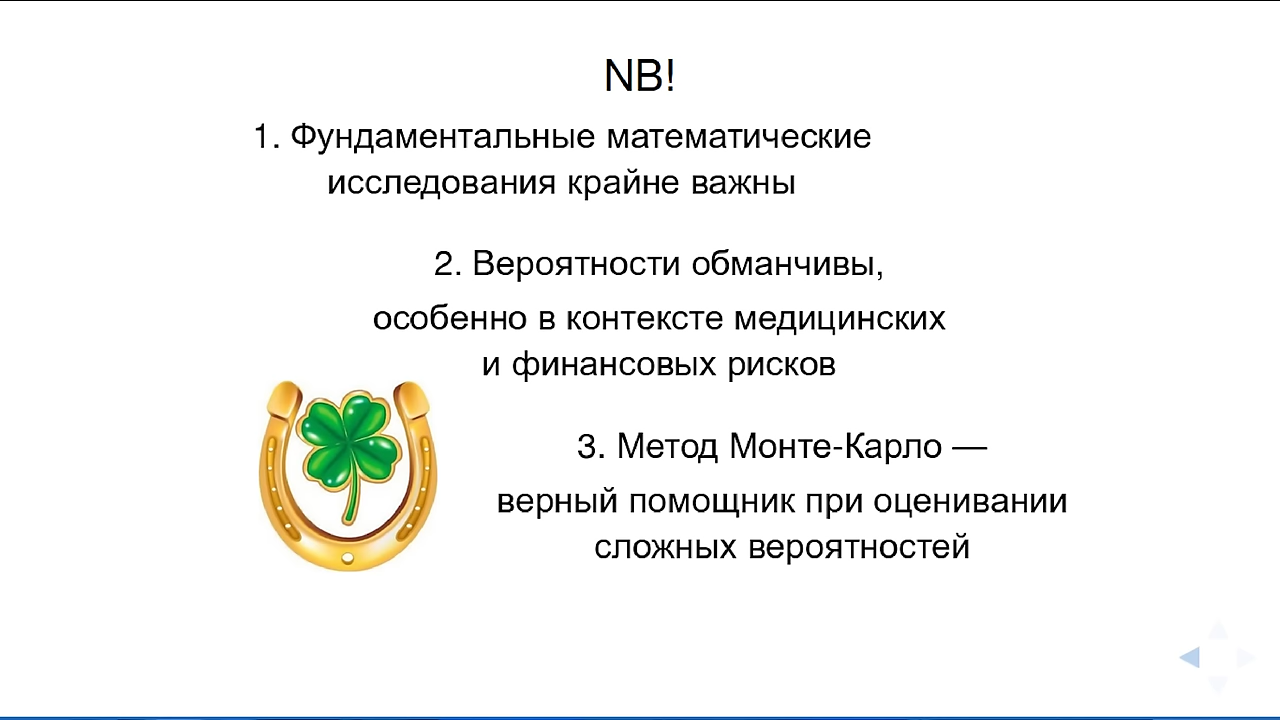 NB!
1. Фундаментальные математические
исследования крайне важны
2. Вероятности обманчивы,
особенно в контексте медицинских
и финансовых рисков
3. Метод Монте-Карло —
верный помощник при оценивании
сложных вероятностей